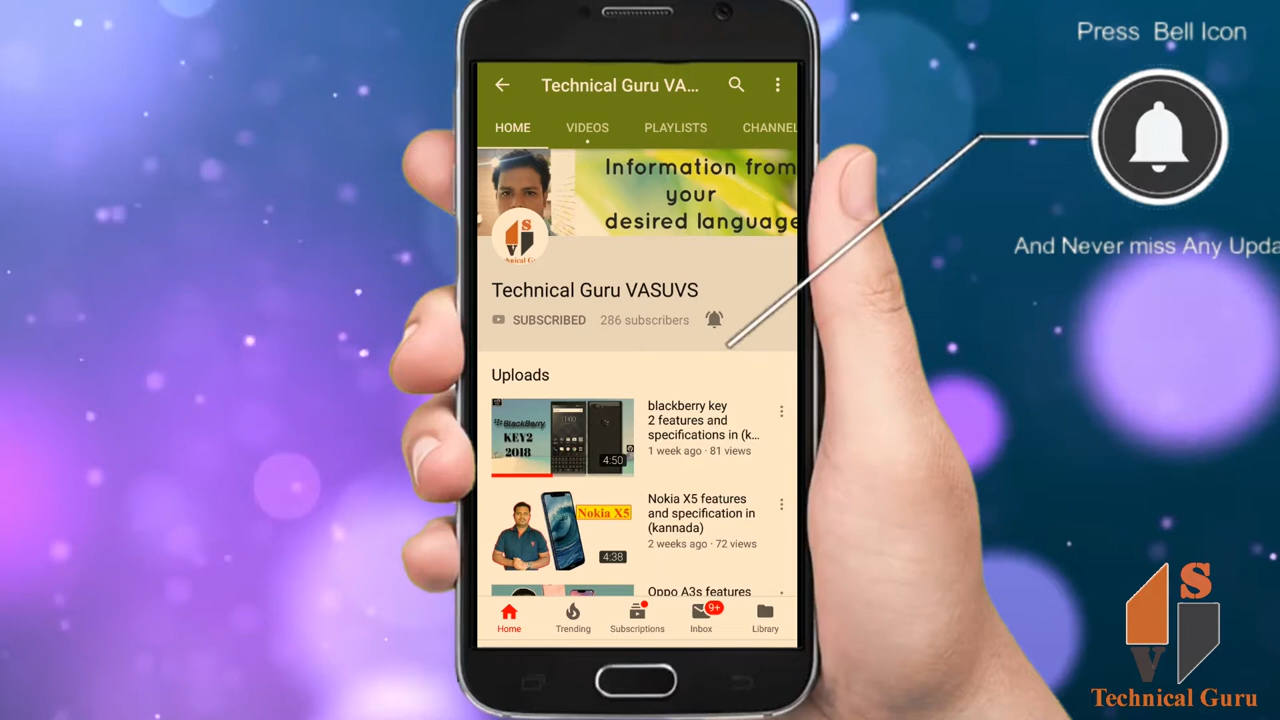 Press Bell Icon
And Never miss Any Upda
Technical Guru VA...
HOME
VIDEOS
PLAYLISTS
CHANNEL
Information from
your
desired language
S
V
nical G
Technical Guru VASUVS
SUBSCRIBED
286 subscribers
Uploads
BlackBerry
KEY2
2018
4:50
blackberry key
2 features and
specifications in (k...
1 week ago · 81 views
Nokia X5
4:38
Nokia X5 features
and specification in
(kannada)
2 weeks ago · 72 views
Oppo A3s features
Home
Trending
Subscriptions
9+
Inbox
Library
S
V
Technical Guru